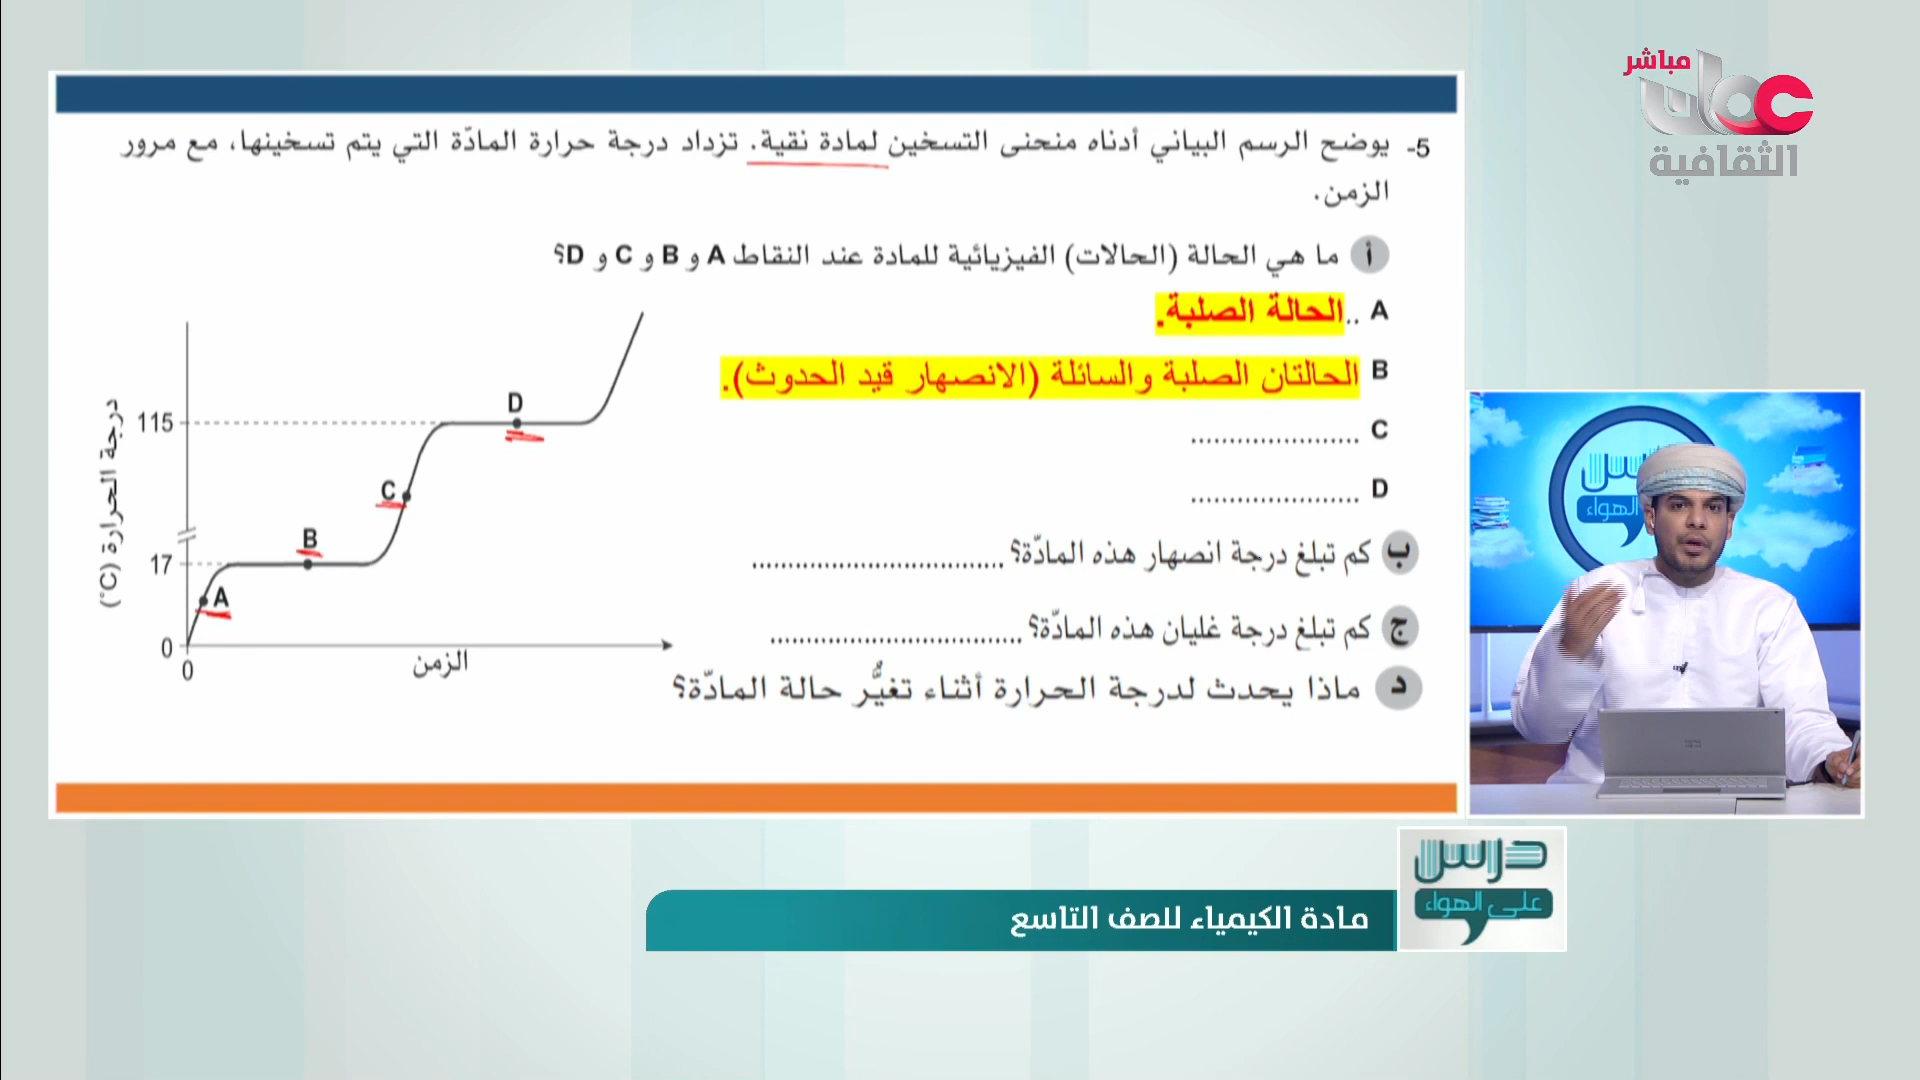 مباشر
عمان
الثقافية
5- يوضح الرسم البياني أدناه منحنى التسخين لمادة نقية. تزداد درجة حرارة المادّة التي يتم تسخينها، مع مرور
الزمن.
أ ما هي الحالة (الحالات) الفيزيائية للمادة عند النقاط A و B و C و D؟
A ..الحالة الصلبة.
B الحالتان الصلبة والسائلة (الانصهار قيد الحدوث).
C ......................
D ......................
ب كم تبلغ درجة انصهار هذه المادّة؟ .................................
ج كم تبلغ درجة غليان هذه المادّة؟ .................................
د ماذا يحدث لدرجة الحرارة أثناء تغيُّر حالة المادّة؟
درجة الحرارة (°C)
115
17
0
0
A
B
C
D
الزمن
درس
الهواء
درس
على الهواء
مادة الكيمياء للصف التاسع